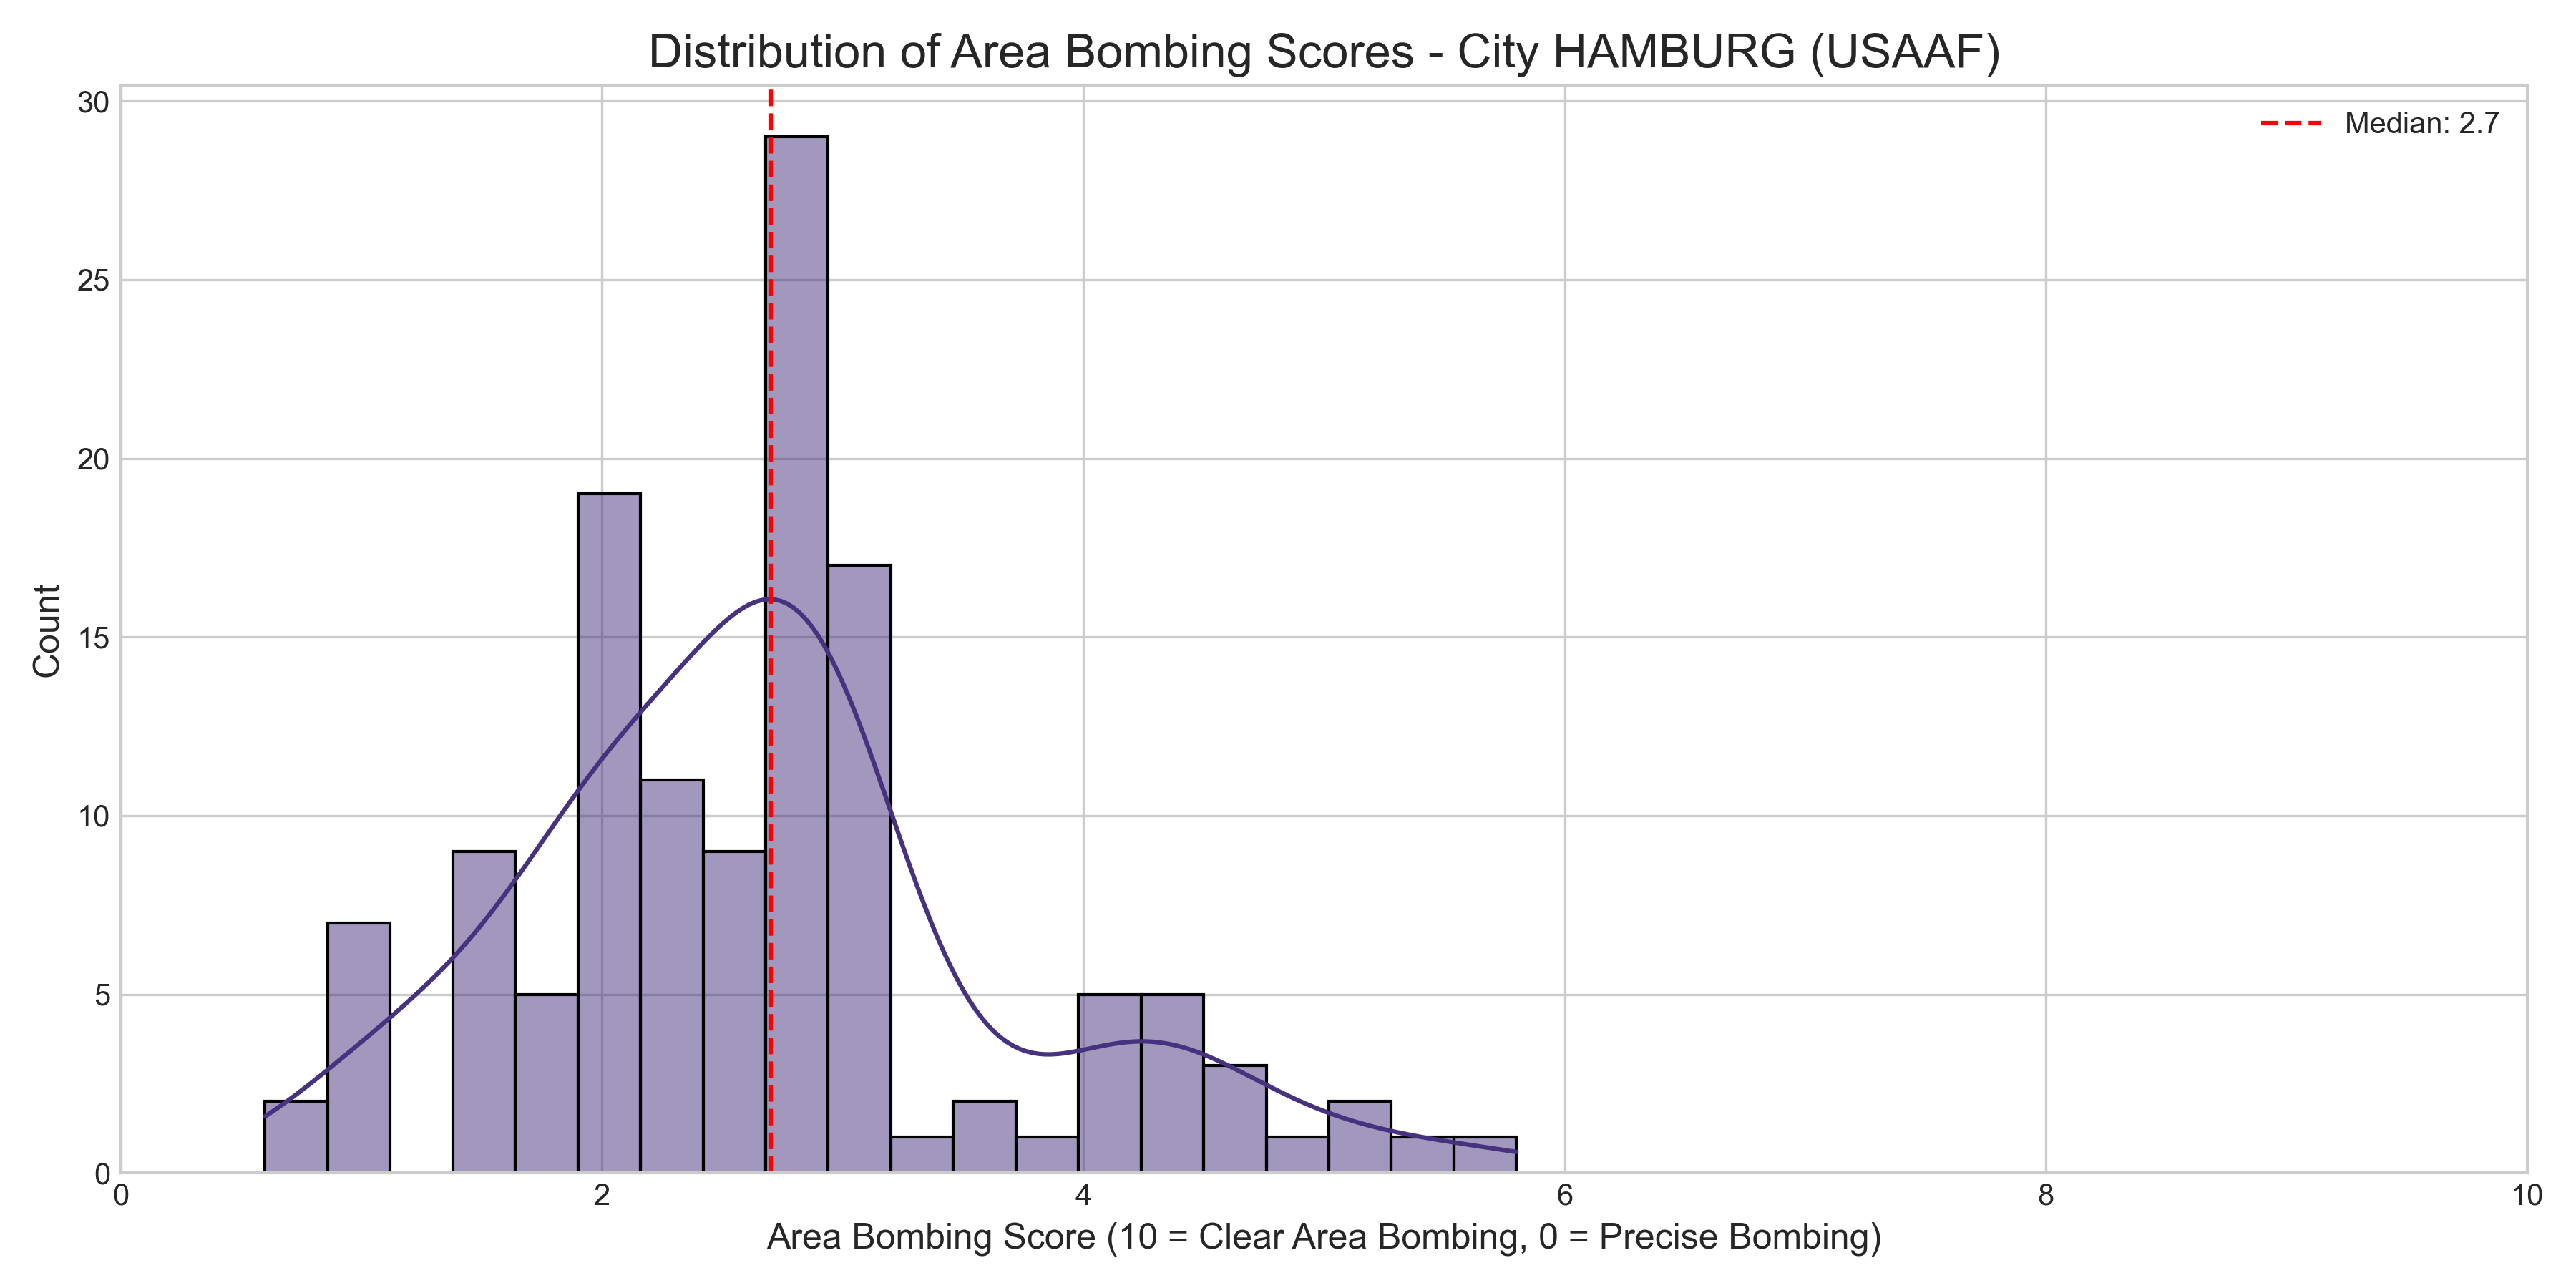 Distribution of Area Bombing Scores - City HAMBURG (USAAF)
Median: 2.7
30
25
20
15
10
5
0
Count
0 2 4 6 8 10
Area Bombing Score (10 = Clear Area Bombing, 0 = Precise Bombing)